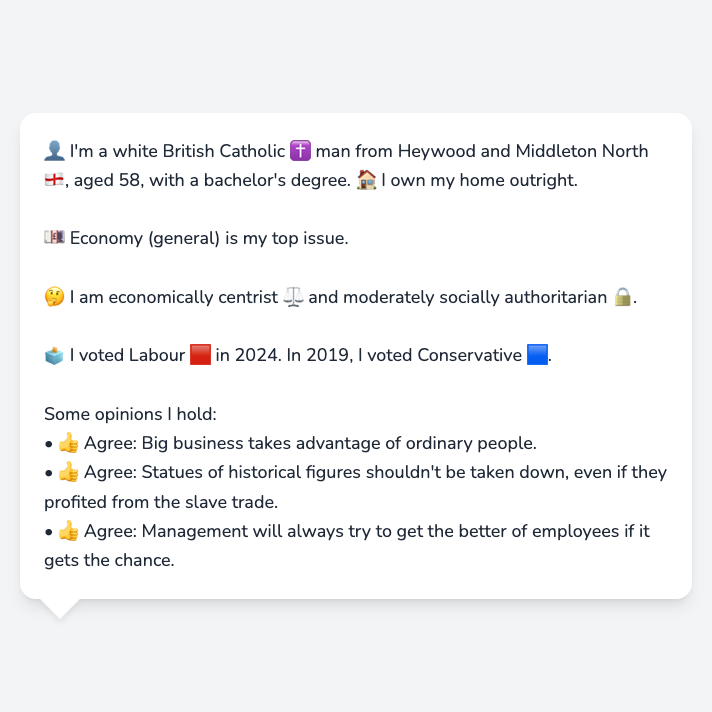 👤 I'm a white British Catholic ✝️ man from Heywood and Middleton North
🏴󠁧󠁢󠁥󠁮󠁧󠁿, aged 58, with a bachelor's degree. 🏠 I own my home outright.
💷 Economy (general) is my top issue.
🤔 I am economically centrist ⚖️ and moderately socially authoritarian 🔒.
🗳️ I voted Labour 🟥 in 2024. In 2019, I voted Conservative 🟦.
Some opinions I hold:
• 👍 Agree: Big business takes advantage of ordinary people.
• 👍 Agree: Statues of historical figures shouldn't be taken down, even if they
profited from the slave trade.
• 👍 Agree: Management will always try to get the better of employees if it
gets the chance.